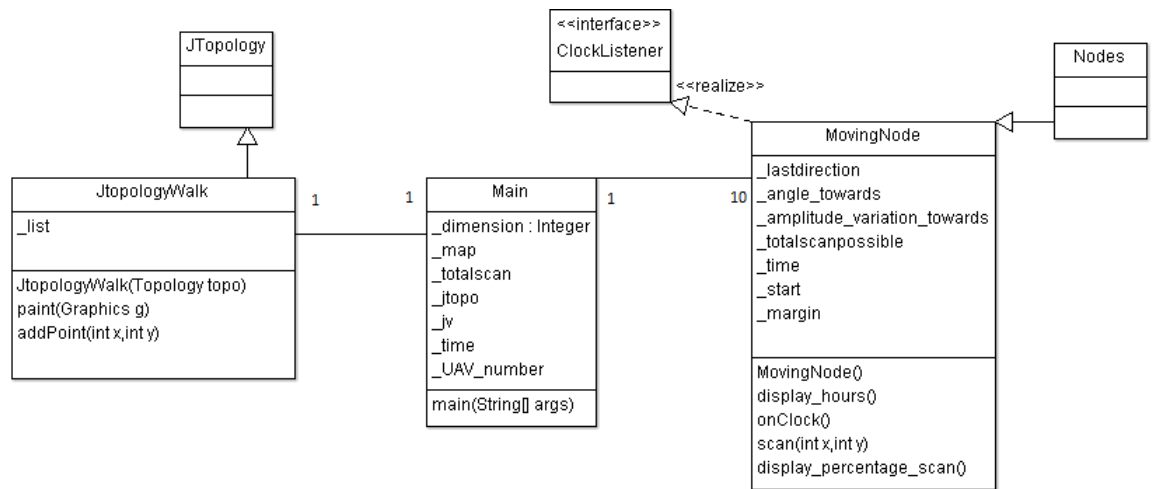 JTopology
<<interface>>
ClockListener
<<realize>>
Nodes
JtopologyWalk
_list
JtopologyWalk(Topology topo)
paint(Graphics g)
addPoint(int x,int y)
1
1
Main
_dimension : Integer
_map
_totalscan
_jtopo
_jv
_time
_UAV_number
main(String[] args)
1
10
MovingNode
_lastdirection
_angle_towards
_amplitude_variation_towards
_totalscanpossible
_time
_start
_margin
MovingNode()
display_hours()
onClock()
scan(int x,int y)
display_percentage_scan()